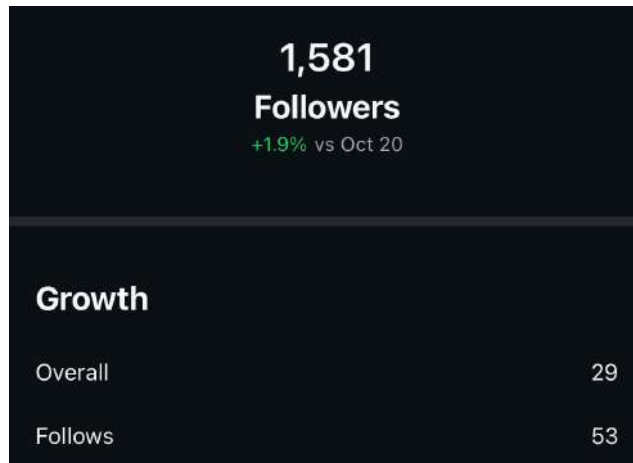 1,581
Followers
+1.9% vs Oct 20
Growth
Overall 29
Follows 53